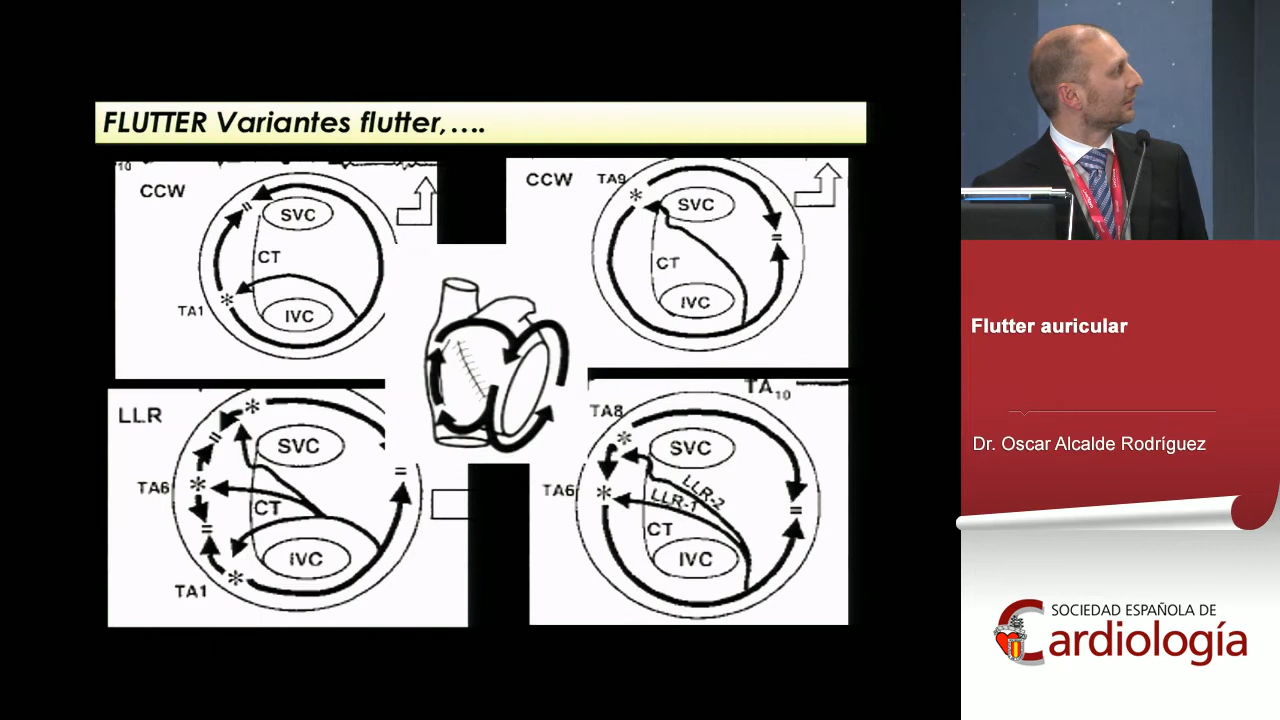 FLUTTER Variantes flutter,....
10
CCW
SVC
CT
IVC
TA1
CCW
TA9
SVC
CT
IVC
LLR
SVC
TA6
CT
IVC
TA1
TA10
TA8
SVC
LLR-2
TA6
LLR-1
CT
IVC
Flutter auricular
Dr. Oscar Alcalde Rodríguez
SOCIEDAD ESPAÑOLA DE
Cardiología